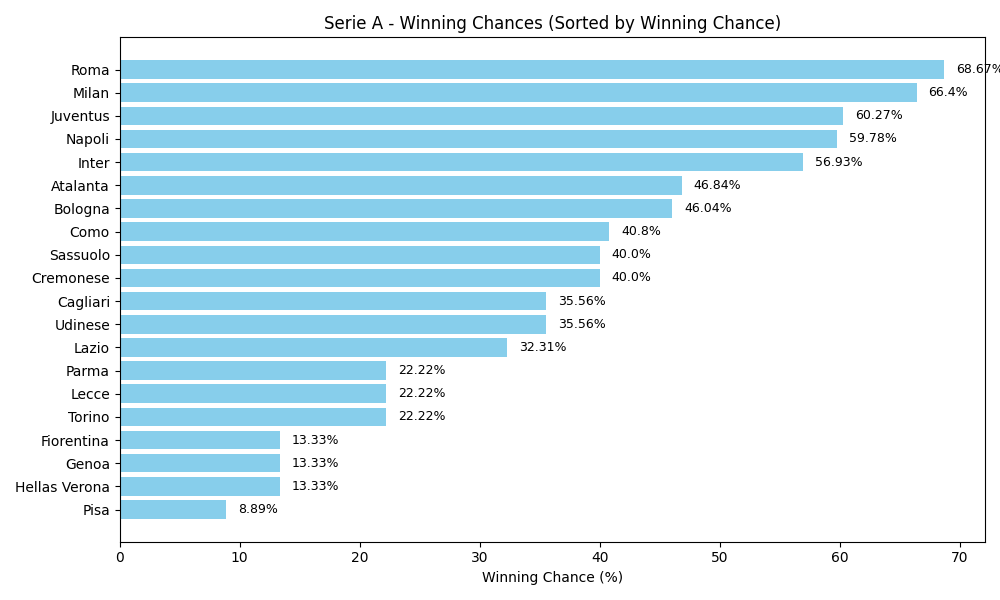 Serie A - Winning Chances (Sorted by Winning Chance)
Roma 68.67%
Milan 66.4%
Juventus 60.27%
Napoli 59.78%
Inter 56.93%
Atalanta 46.84%
Bologna 46.04%
Como 40.8%
Sassuolo 40.0%
Cremonese 40.0%
Cagliari 35.56%
Udinese 35.56%
Lazio 32.31%
Parma 22.22%
Lecce 22.22%
Torino 22.22%
Fiorentina 13.33%
Genoa 13.33%
Hellas Verona 13.33%
Pisa 8.89%
0 10 20 30 40 50 60 70
Winning Chance (%)